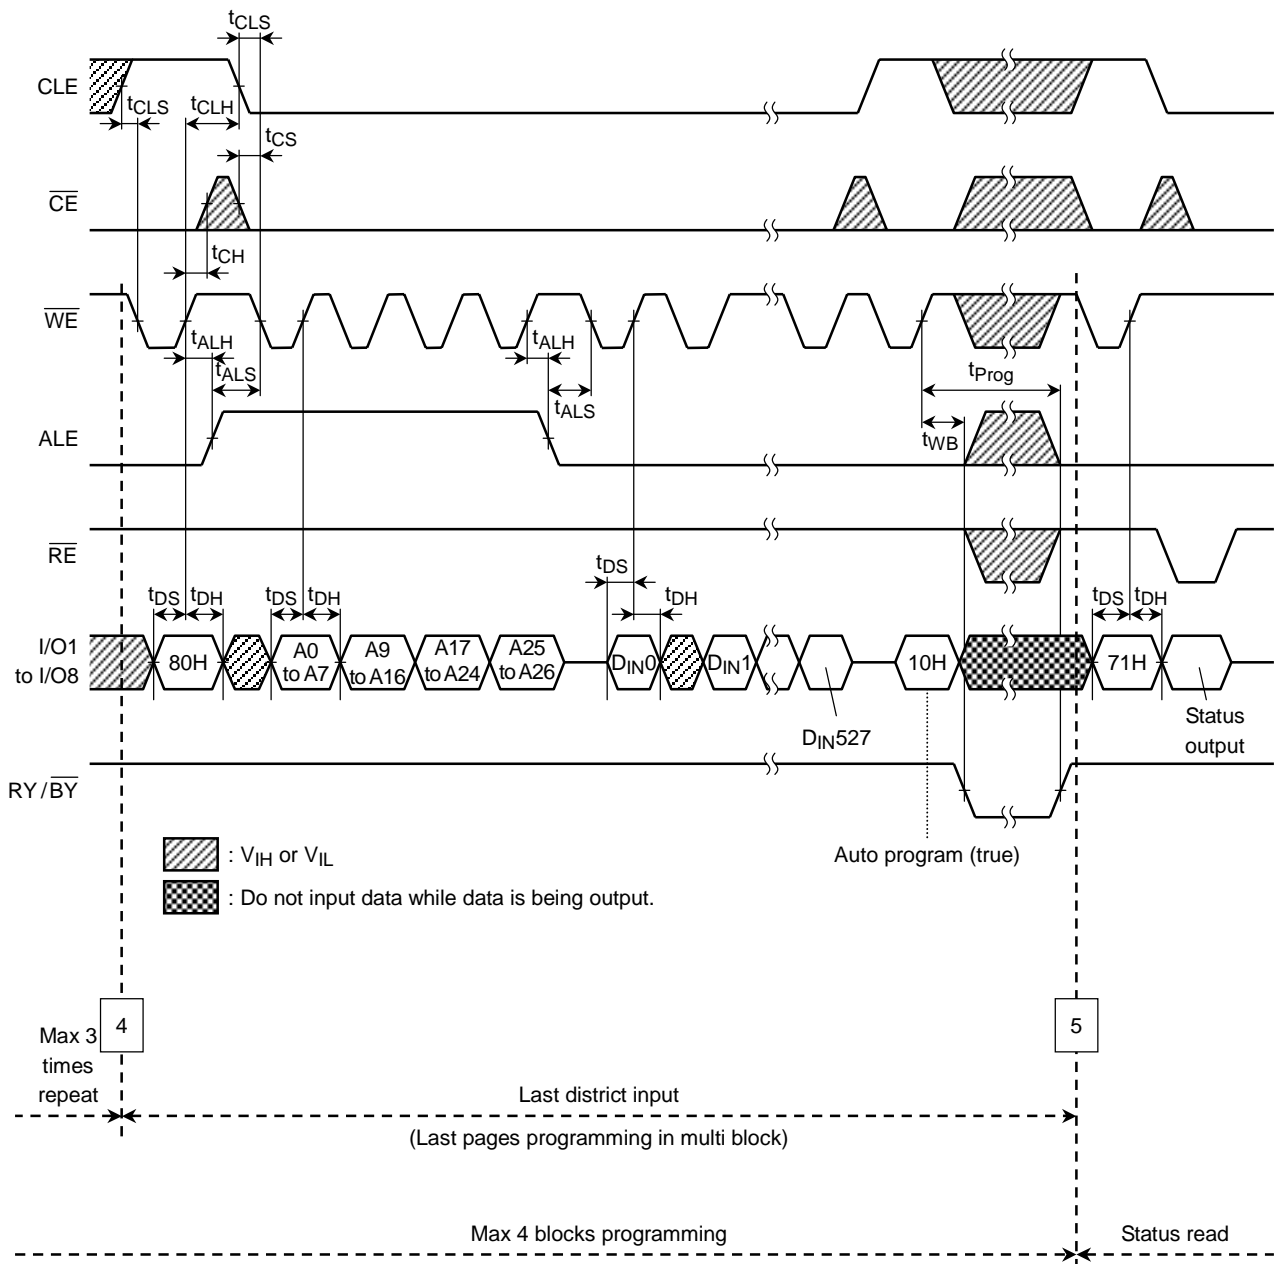 tCLS
CLE
tCLS
tCLH
tCS
CE
tCH
WE
tALH
tALH
tALS
tALS
tProg
tWB
ALE
RE
tDS
tDH
tDS
tDH
tDS
tDH
tDS
tDH
I/O1
to I/O8
80H
A0
to A7
A9
to A16
A17
to A24
A25
to A26
DIN0
DIN1
10H
71H
DIN527
Status
output
RY/BY
: VIH or VIL
Auto program (true)
: Do not input data while data is being output.
4
5
Max 3
times
repeat
Last district input
(Last pages programming in multi block)
Max 4 blocks programming
Status read